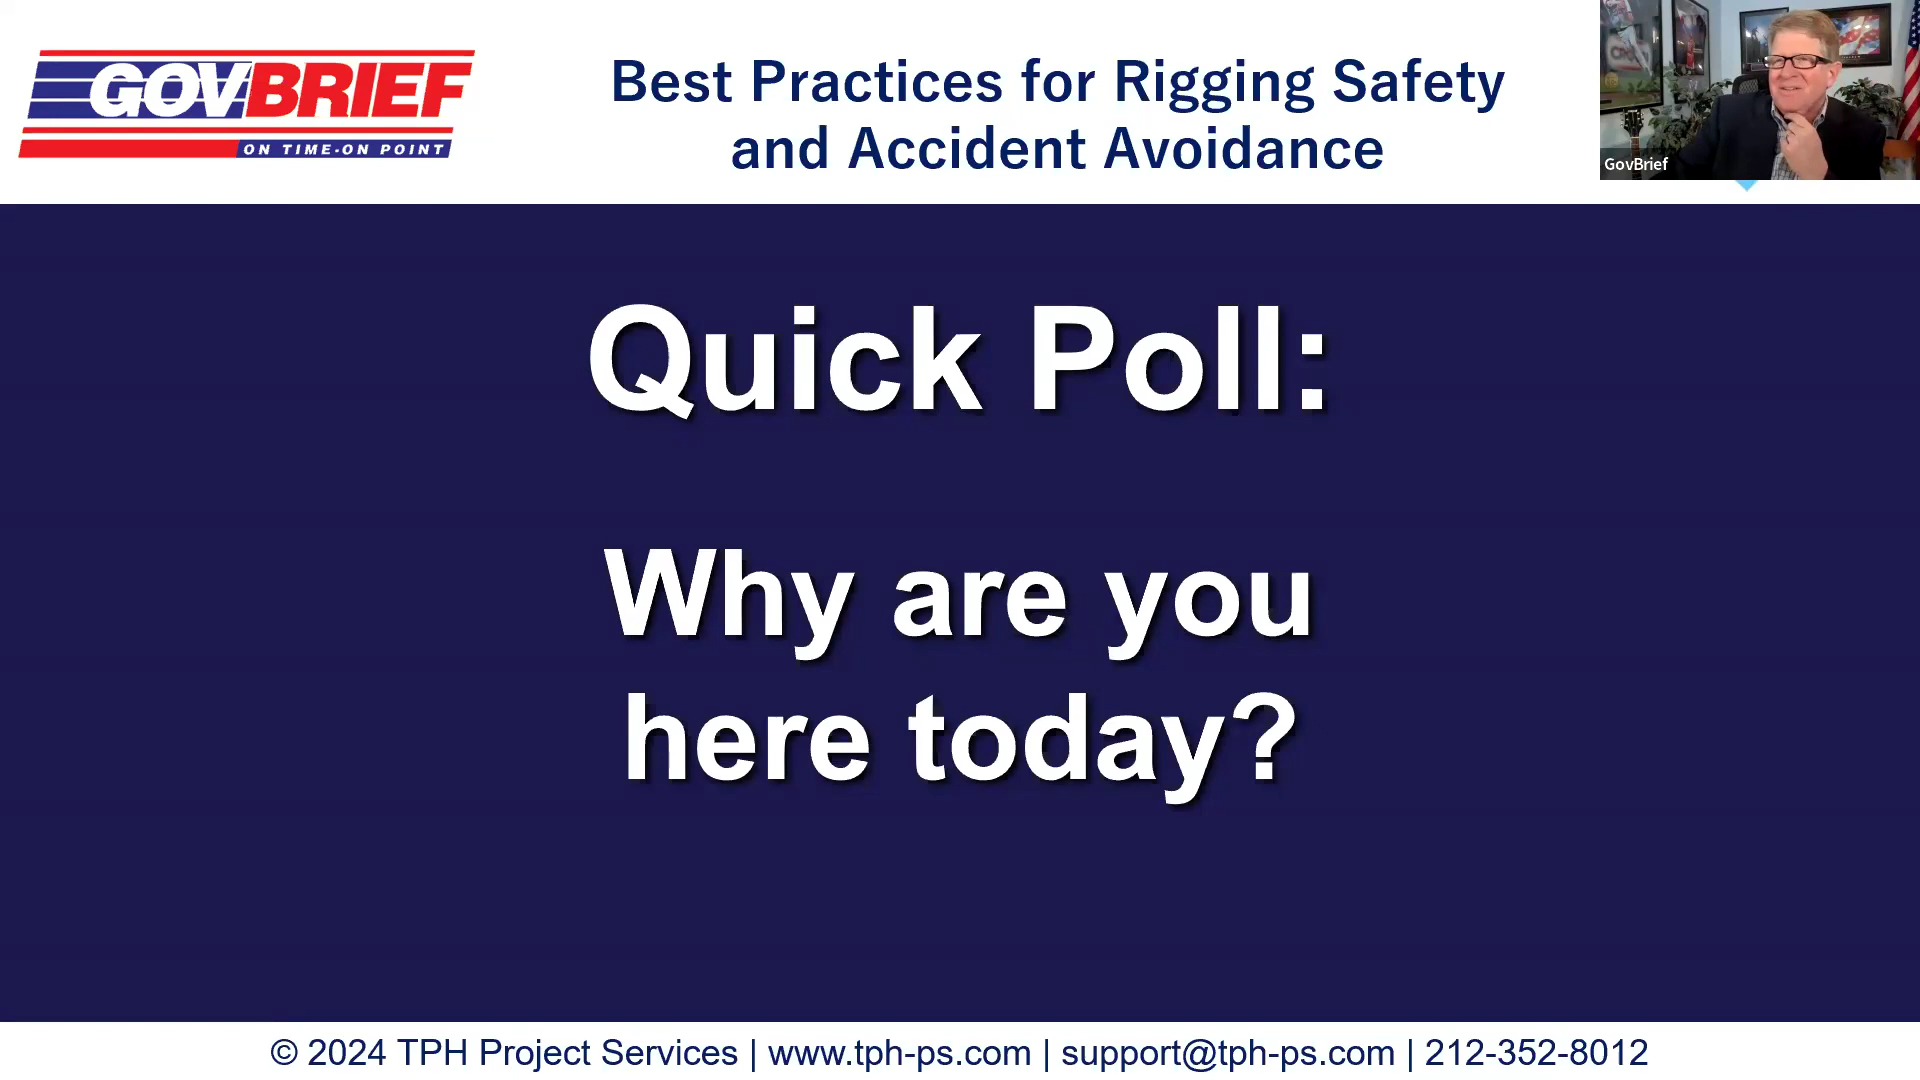 GOVBRIEF
ON TIME-ON POINT
Best Practices for Rigging Safety
and Accident Avoidance
GovBrief
Quick Poll:
Why are you
here today?
© 2024 TPH Project Services | www.tph-ps.com | support@tph-ps.com | 212-352-8012